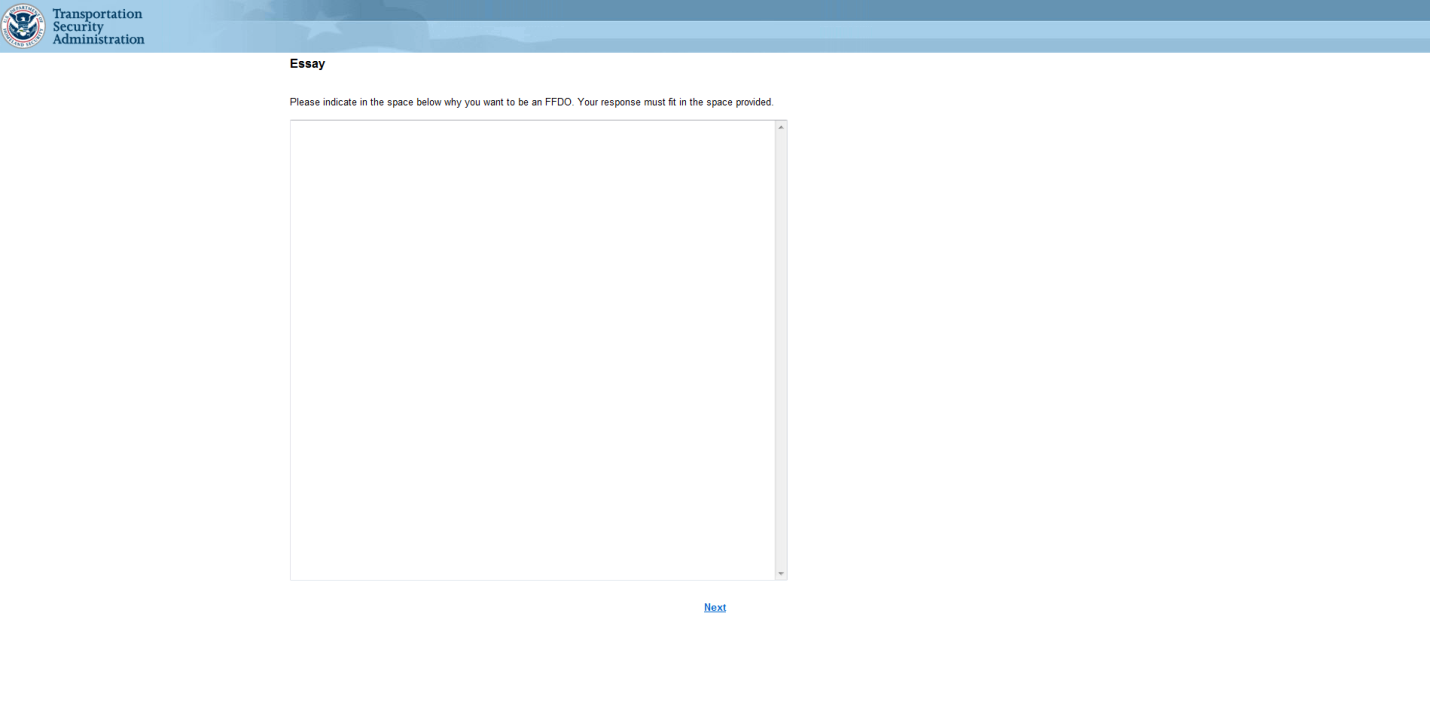 Transportation
Security
Administration
Essay
Please indicate in the space below why you want to be an FFDO. Your response must fit in the space provided.
Next